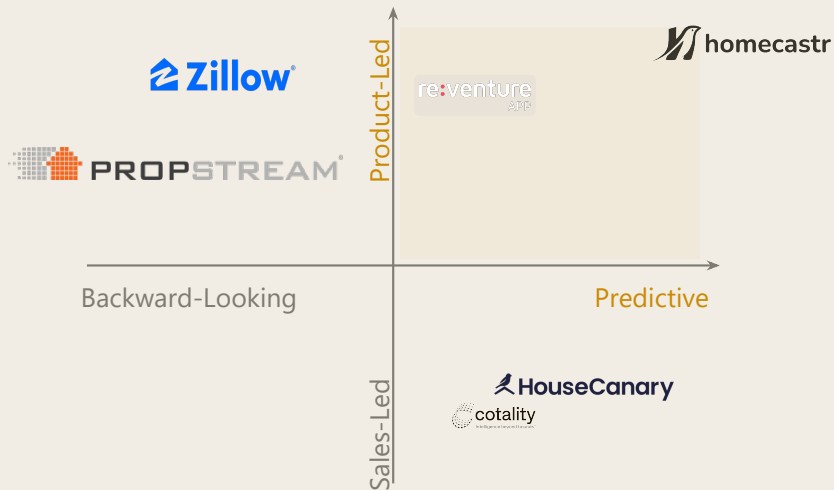 homecastr
Zillow®
Product-Led
re:venture
APP
PROPSTREAM®
Backward-Looking
Predictive
HouseCanary
Sales-Led
cotality